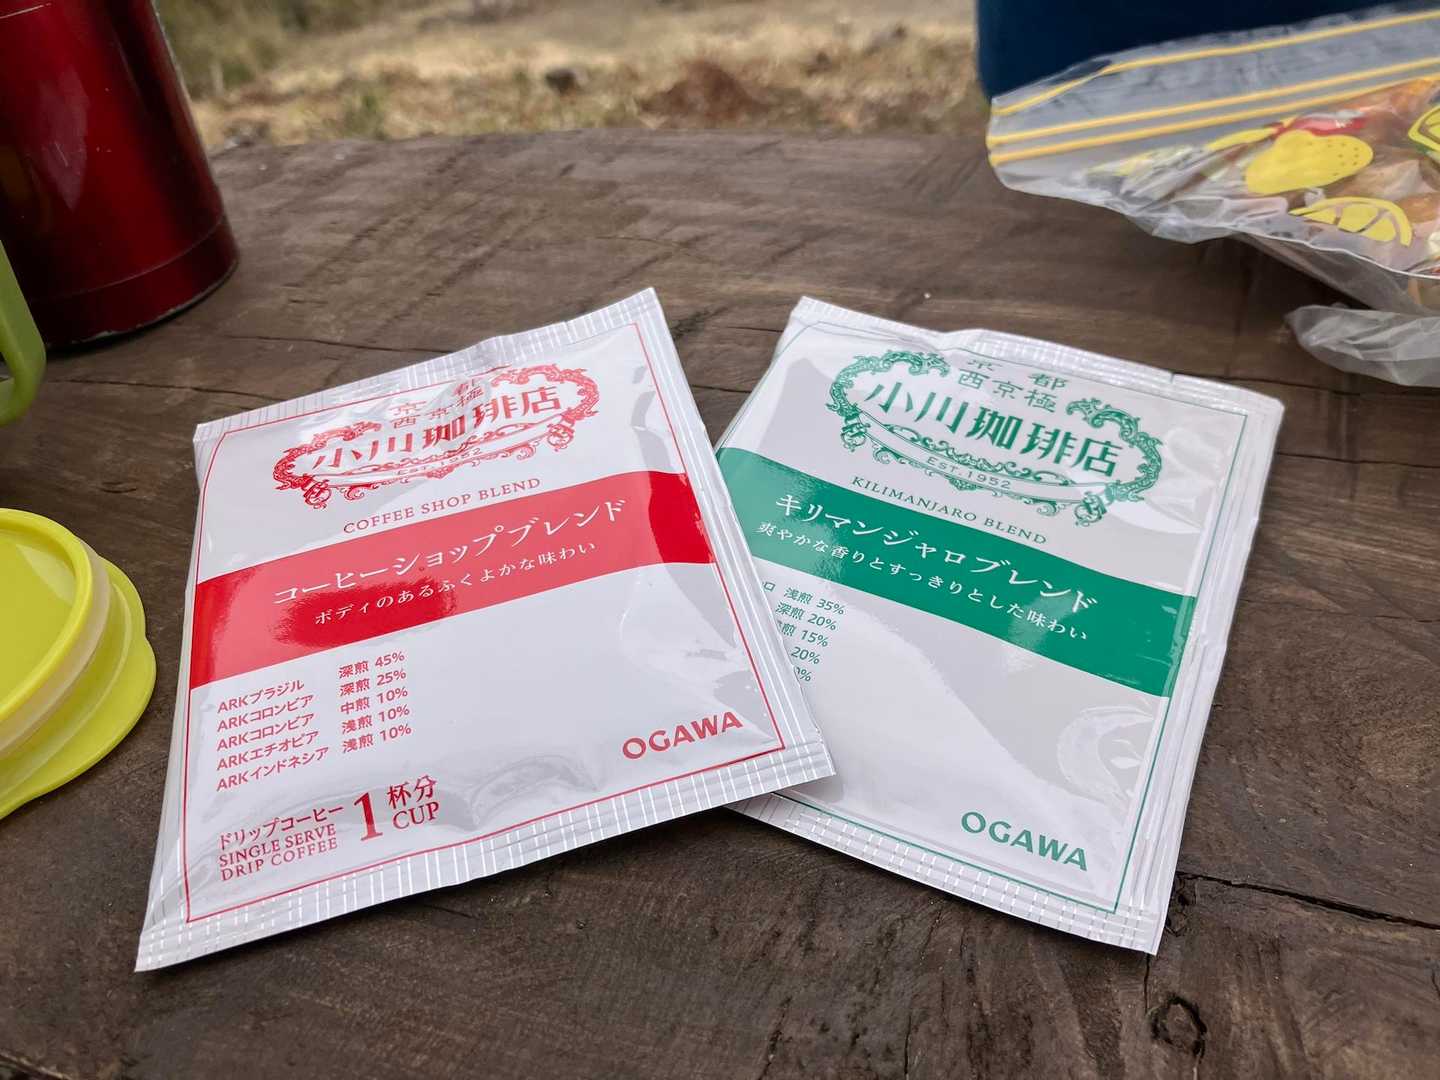 京都
西京極
小川珈琲店
EST.1952
COFFEE SHOP BLEND
コーヒーショップブレンド
ボディのあるふくよかな味わい
ARKブラジル 深煎 45%
ARKコロンビア 深煎 25%
ARKコロンビア 中煎 10%
ARKエチオピア 浅煎 10%
ARKインドネシア 浅煎 10%
ドリップコーヒー
SINGLE SERVE
DRIP COFFEE
1杯分
CUP
OGAWA
京都
西京極
小川珈琲店
EST.1952
KILIMANJARO BLEND
キリマンジャロブレンド
爽やかな香りとすっきりとした味わい
ロ 浅煎 35%
深煎 20%
煎 15%
20%
OGAWA